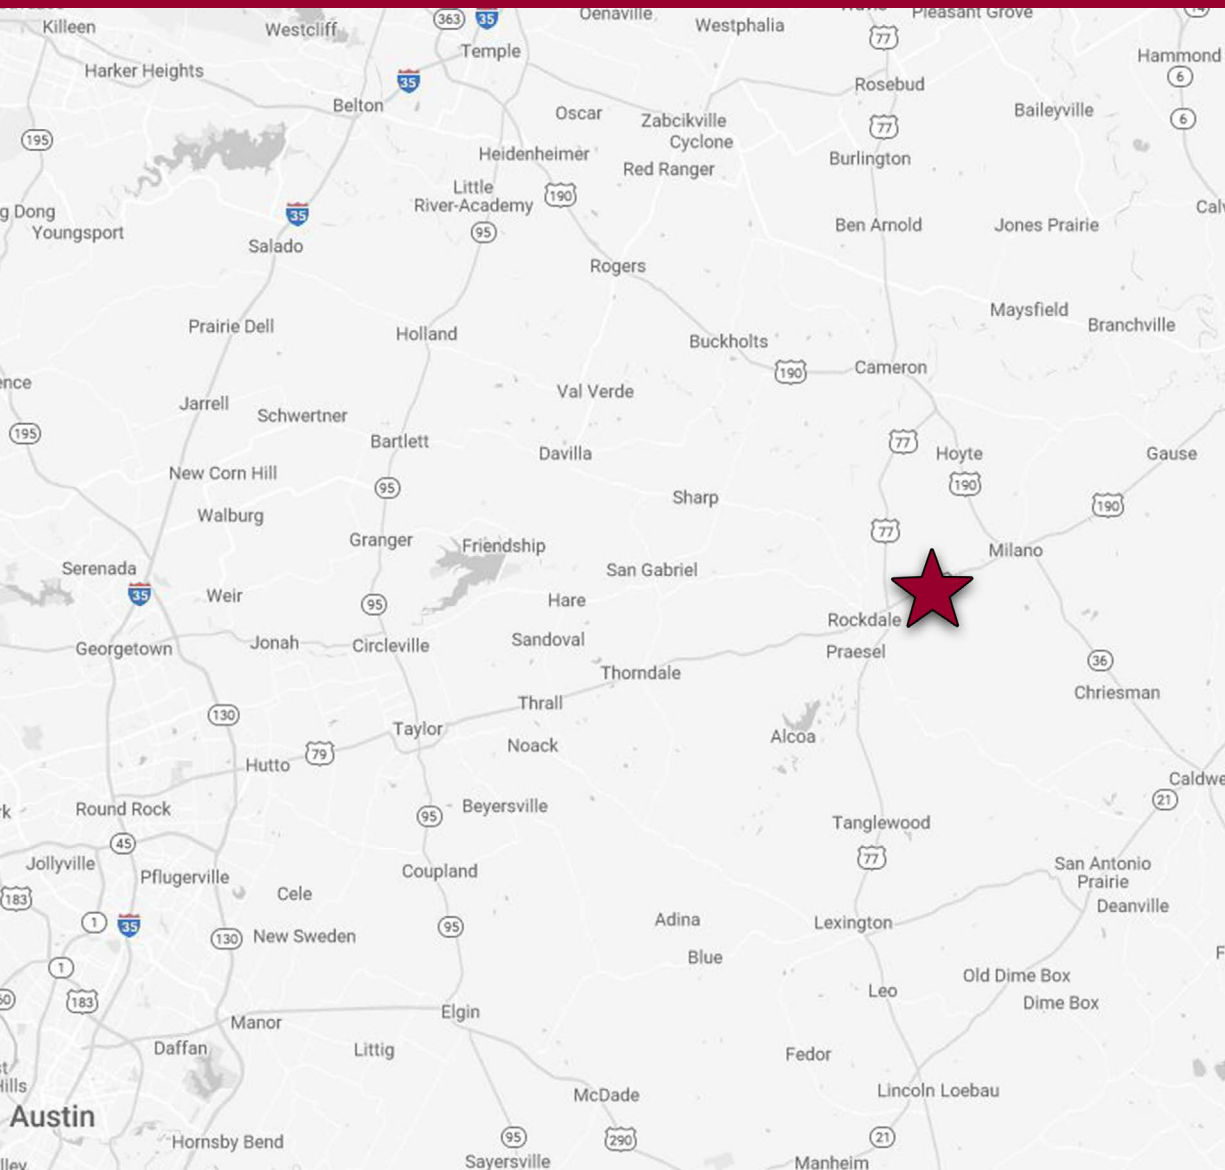 Killeen
Westcliff
363
35
Oenaville
Westphalia
77
Pleasant Grove
Temple
Hammond
6
Harker Heights
35
Belton
Rosebud
Oscar
Zabcikville
Cyclone
77
Baileyville
6
195
Heidenheimer
Red Ranger
Burlington
Little
River-Academy
190
g Dong
Youngsport
35
Salado
95
Ben Arnold
Jones Prairie
Calv
Rogers
Prairie Dell
Holland
Buckholts
Maysfield
Branchville
190
Cameron
ence
Jarrell
Schwertner
Val Verde
195
Bartlett
Davilla
77
Hoyte
Gause
New Corn Hill
95
Sharp
190
190
Walburg
Granger
Friendship
77
Milano
Serenada
35
Weir
95
Hare
San Gabriel
Georgetown
Jonah
Circleville
Sandoval
Rockdale
Praesel
36
Thorndale
Chriesman
130
Taylor
Thrall
Noack
Alcoa
79
Hutto
Caldwe
21
rk
Round Rock
95
Beyersville
Tanglewood
45
77
Jollyville
Pflugerville
Coupland
San Antonio
Prairie
Deanville
183
1
35
Cele
130
New Sweden
95
Adina
Lexington
F
Blue
1
183
60
Old Dime Box
Dime Box
Leo
Manor
Elgin
Daffan
Littig
Fedor
st
Hills
Austin
McDade
Lincoln Loebau
Hornsby Bend
95
290
21
lley
Sayersville
Manheim